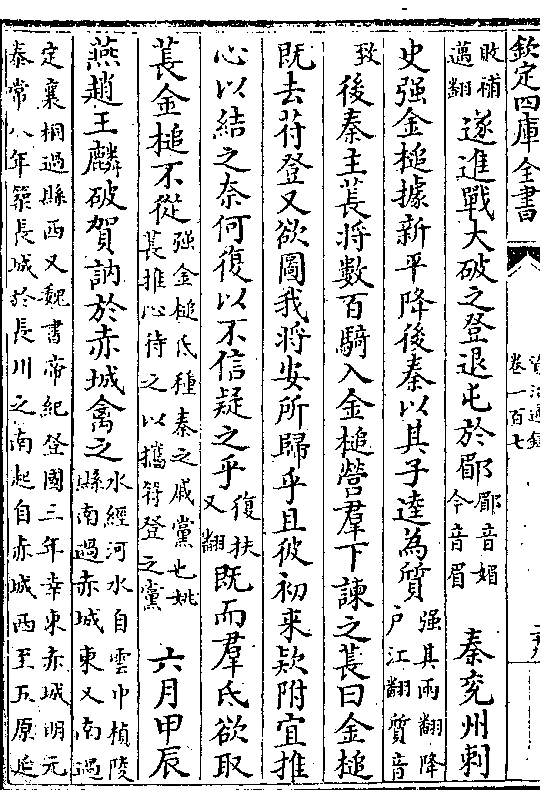 欽定四庫全書
資治通鑑
卷一百七
敗補邁翻遂進戰大破之登退屯於郿郿音媚今音眉秦兗州刺
史强金槌據新平降後秦以其子逵為質强其兩翻降户江翻質音
致後秦主萇將數百騎入金槌營羣下諫之萇曰金槌
既去苻登又欲圖我將安所歸乎且彼初來欵附宜推
心以結之奈何復以不信疑之乎復扶又翻既而羣氐欲取
萇金槌不從强金槌氐種秦之戚黨也姚萇推心待之以攜苻登之黨六月甲辰
燕趙王麟破賀訥於赤城禽之水經河水自雲巾楨陵縣南過赤城東又南過
定襄桐過縣西又魏書帝紀登國三年幸東赤城明元
泰常八年築長城於長川之南起自赤城西至五原延